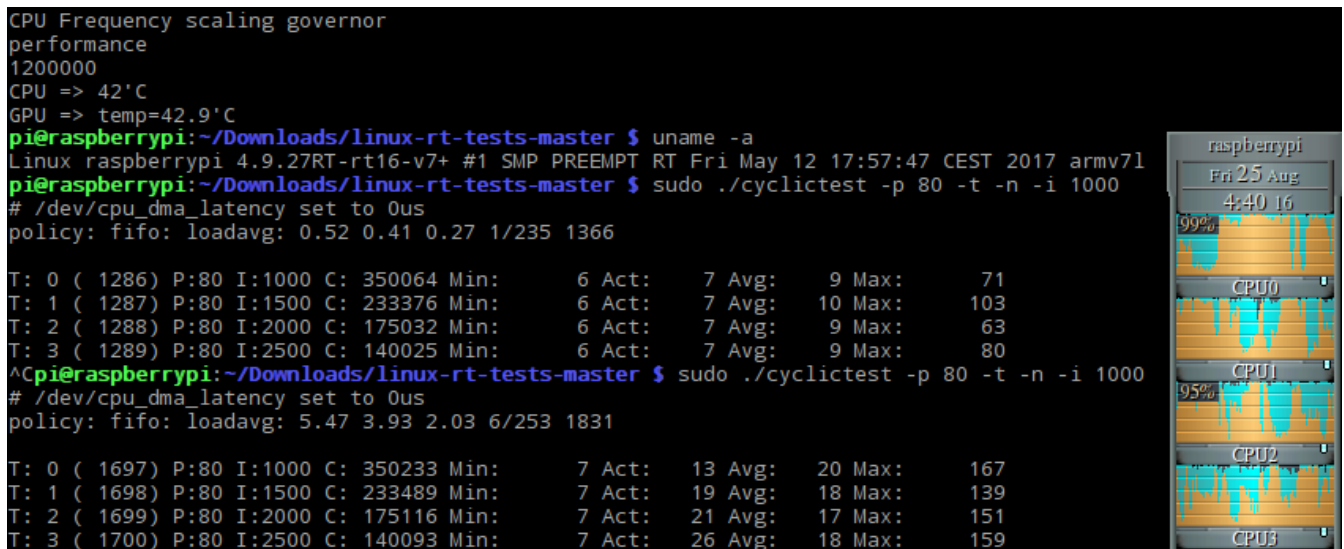 CPU Frequency scaling governor
performance
1200000
CPU => 42'C
GPU => temp=42.9'C
pi@raspberrypi:~/Downloads/linux-rt-tests-master $ uname -a
Linux raspberrypi 4.9.27RT-rt16-v7+ #1 SMP PREEMPT RT Fri May 12 17:57:47 CEST 2017 armv7l
pi@raspberrypi:~/Downloads/linux-rt-tests-master $ sudo ./cyclictest -p 80 -t -n -i 1000
# /dev/cpu_dma_latency set to 0us
policy: fifo: loadavg: 0.52 0.41 0.27 1/235 1366
T: 0 ( 1286) P:80 I:1000 C: 350064 Min:      6 Act:    7 Avg:    9 Max:      71
T: 1 ( 1287) P:80 I:1500 C: 233376 Min:      6 Act:    7 Avg:   10 Max:     103
T: 2 ( 1288) P:80 I:2000 C: 175032 Min:      6 Act:    7 Avg:    9 Max:      63
T: 3 ( 1289) P:80 I:2500 C: 140025 Min:      6 Act:    7 Avg:    9 Max:      80
^Cpi@raspberrypi:~/Downloads/linux-rt-tests-master $ sudo ./cyclictest -p 80 -t -n -i 1000
# /dev/cpu_dma_latency set to 0us
policy: fifo: loadavg: 5.47 3.93 2.03 6/253 1831
T: 0 ( 1697) P:80 I:1000 C: 350233 Min:      7 Act:   13 Avg:   20 Max:     167
T: 1 ( 1698) P:80 I:1500 C: 233489 Min:      7 Act:   19 Avg:   18 Max:     139
T: 2 ( 1699) P:80 I:2000 C: 175116 Min:      7 Act:   21 Avg:   17 Max:     151
T: 3 ( 1700) P:80 I:2500 C: 140093 Min:      7 Act:   26 Avg:   18 Max:     159
raspberrypi
Fri 25 Aug
4:40 16
99%
CPU0
CPU1
95%
CPU2
CPU3